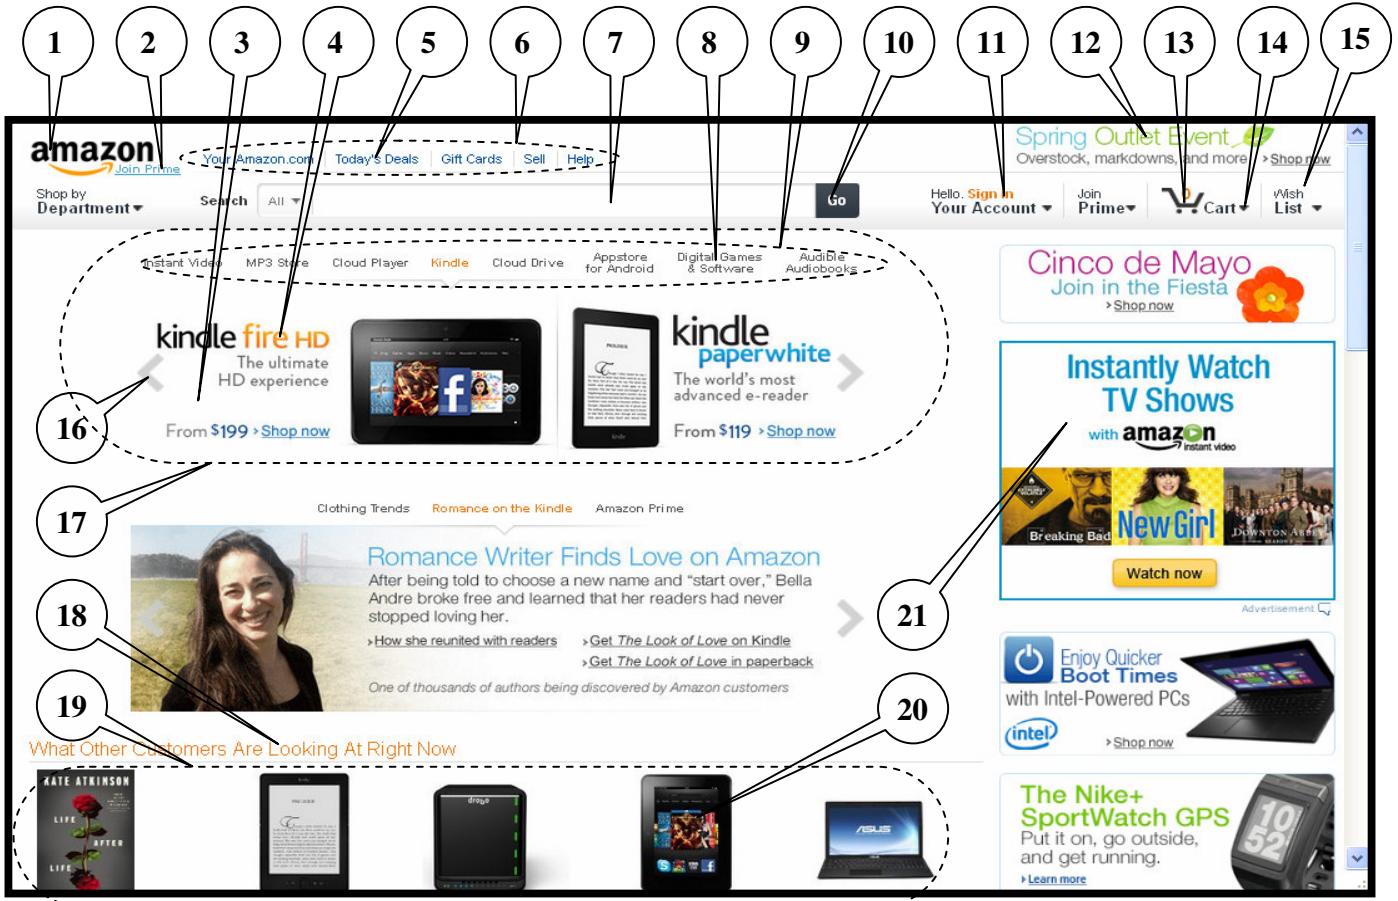 1 2 3 4 5 6 7 8 9 10 11 12 13 14 15
amazon
Join Prime
Your Amazon.com Today's Deals Gift Cards Sell Help
Spring Outlet Event
Overstock, markdowns, and more › Shop now
Shop by
Department
Search All
Go
Hello. Sign in
Your Account
Join
Prime
0
Cart
Wish
List
Instant Video MP3 Store Cloud Player Kindle Cloud Drive
Appstore
for Android
Digital Games
& Software
Audible
Audiobooks
kindle fire HD
The ultimate
HD experience
From $199 › Shop now
kindle
paperwhite
The world's most
advanced e-reader
From $119 › Shop now
kindle
Cinco de Mayo
Join in the Fiesta
› Shop now
Instantly Watch
TV Shows
with amazon
instant video
Breaking Bad
New Girl
DOWNTON ABBEY
Watch now
Advertisement
16
17
Clothing Trends Romance on the Kindle Amazon Prime
Romance Writer Finds Love on Amazon
After being told to choose a new name and “start over,” Bella
Andre broke free and learned that her readers had never
stopped loving her.
› How she reunited with readers › Get The Look of Love on Kindle
› Get The Look of Love in paperback
One of thousands of authors being discovered by Amazon customers
18
21
Enjoy Quicker
Boot Times
with Intel-Powered PCs
intel
› Shop now
19
20
What Other Customers Are Looking At Right Now
KATE ATKINSON
LIFE
AFTER
LIFE
drobo
ASUS
The Nike+
SportWatch GPS
Put it on, go outside,
and get running.
› Learn more
10
52